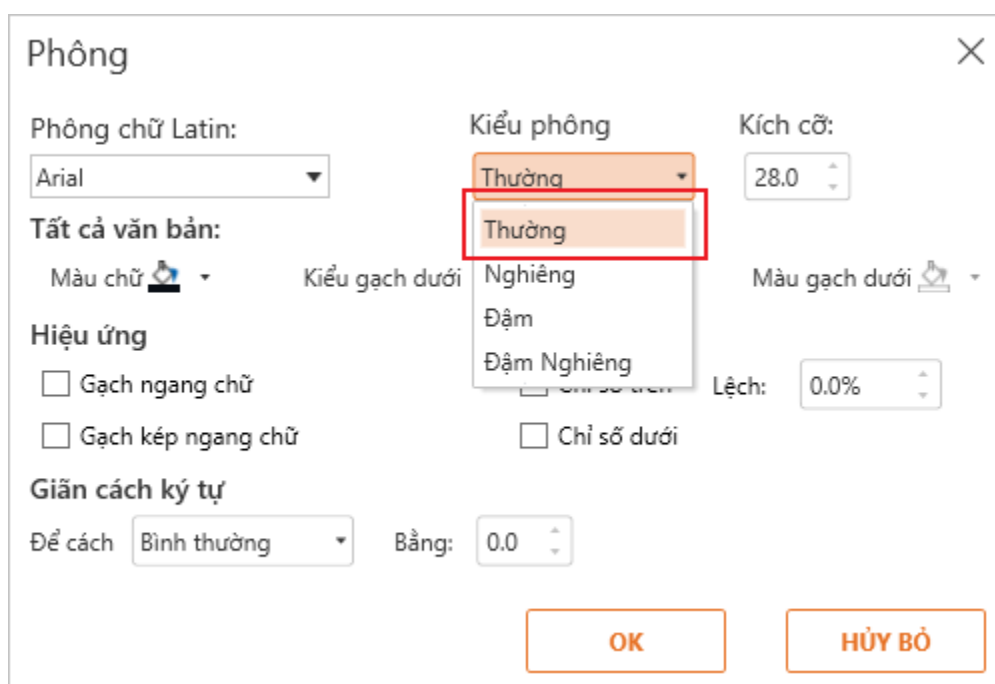 Phông
Phông chữ Latin: Kiểu phông Kích cỡ:
Arial Thường 28.0
Tất cả văn bản: Thường
Màu chữ Kiểu gạch dưới Nghiêng Màu gạch dưới
Đậm
Hiệu ứng
Đậm Nghiêng
Gạch ngang chữ Chỉ số trên Lệch: 0.0%
Gạch kép ngang chữ Chỉ số dưới
Giãn cách ký tự
Để cách Bình thường Bằng: 0.0
OK HỦY BỎ